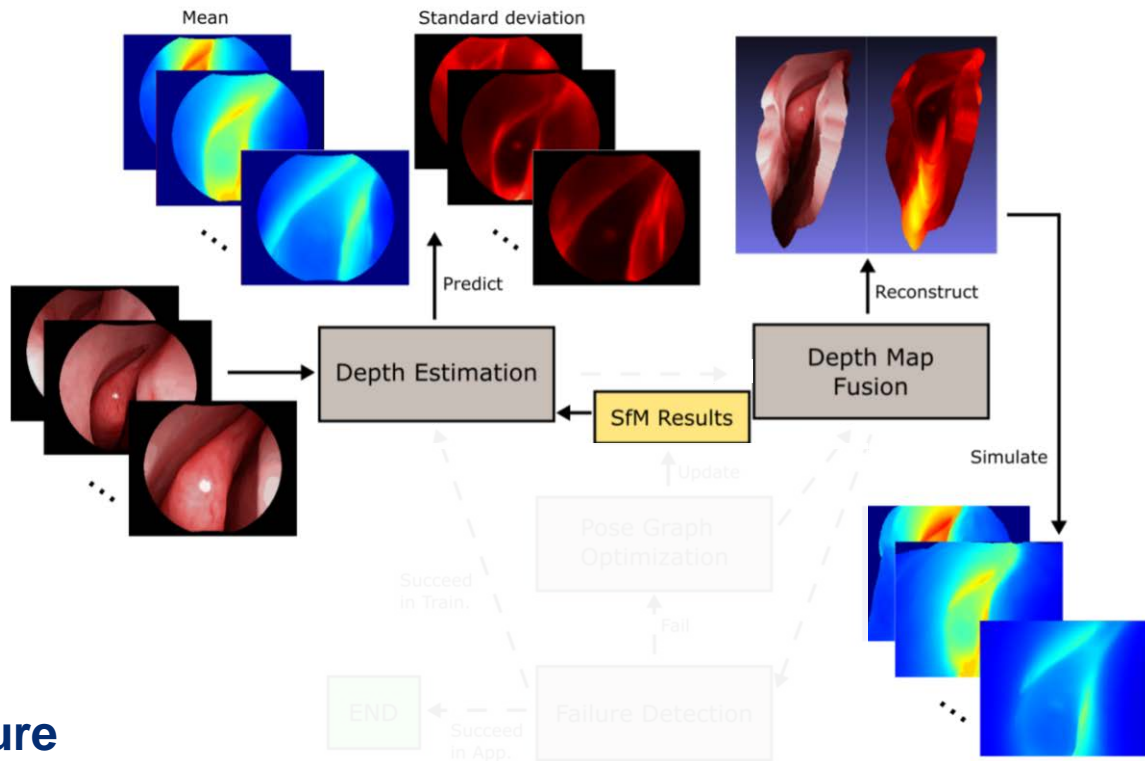 Mean
Standard deviation
Predict
Reconstruct
Depth Estimation
Depth Map
Fusion
SfM Results
Simulate
Update
Pose Graph
Optimization
Succeed
in Train.
Fail
END
Failure Detection
Succeed
in App.
ure